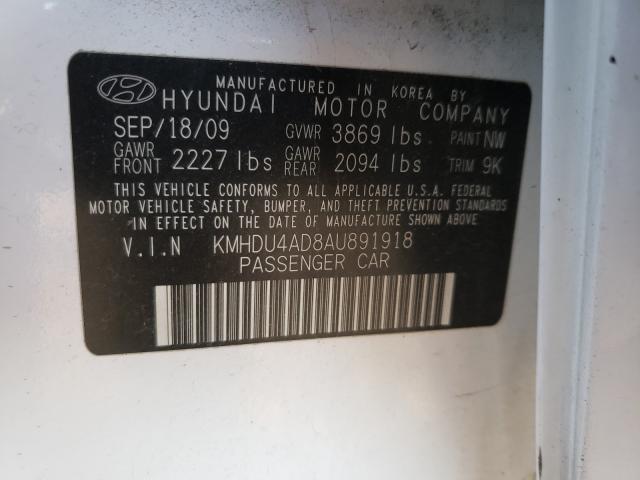 MANUFACTURED IN KOREA BY
HYUNDAI MOTOR COMPANY
SEP/18/09 GVWR 3869 lbs PAINT NW
GAWR FRONT 2227 lbs GAWR REAR 2094 lbs TRIM 9K
THIS VEHICLE CONFORMS TO ALL APPLICABLE U.S.A. FEDERAL
MOTOR VEHICLE SAFETY, BUMPER, AND THEFT PREVENTION STANDARDS
IN EFFECT ON THE DATE OF MANUFACTURE SHOWN ABOVE.
V.I.N KMHDU4AD8AU891918
PASSENGER CAR